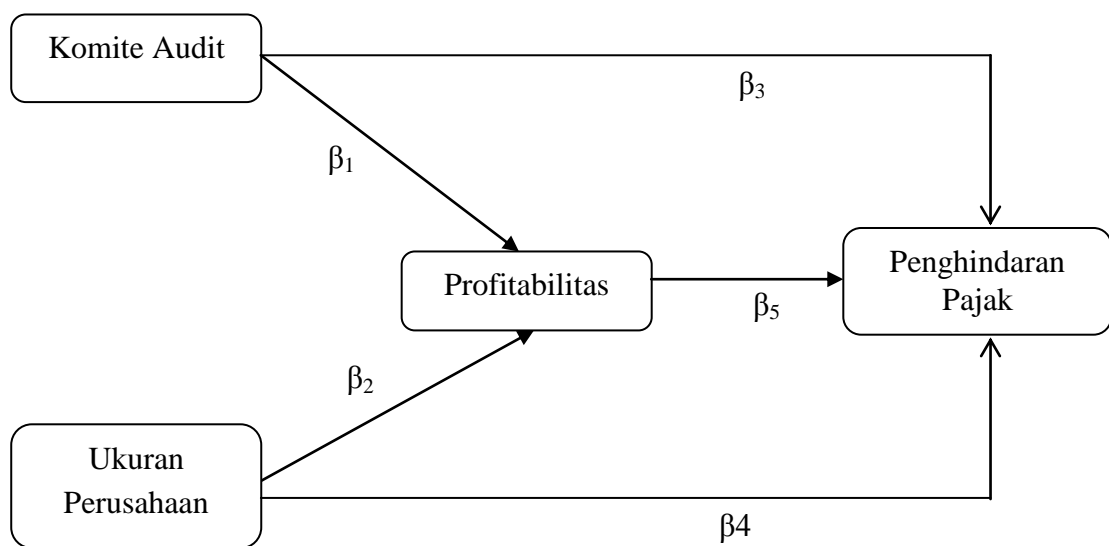 Komite Audit
β₃
β₁
Profitabilitas
Penghindaran
Pajak
β₅
β₂
Ukuran
Perusahaan
β4